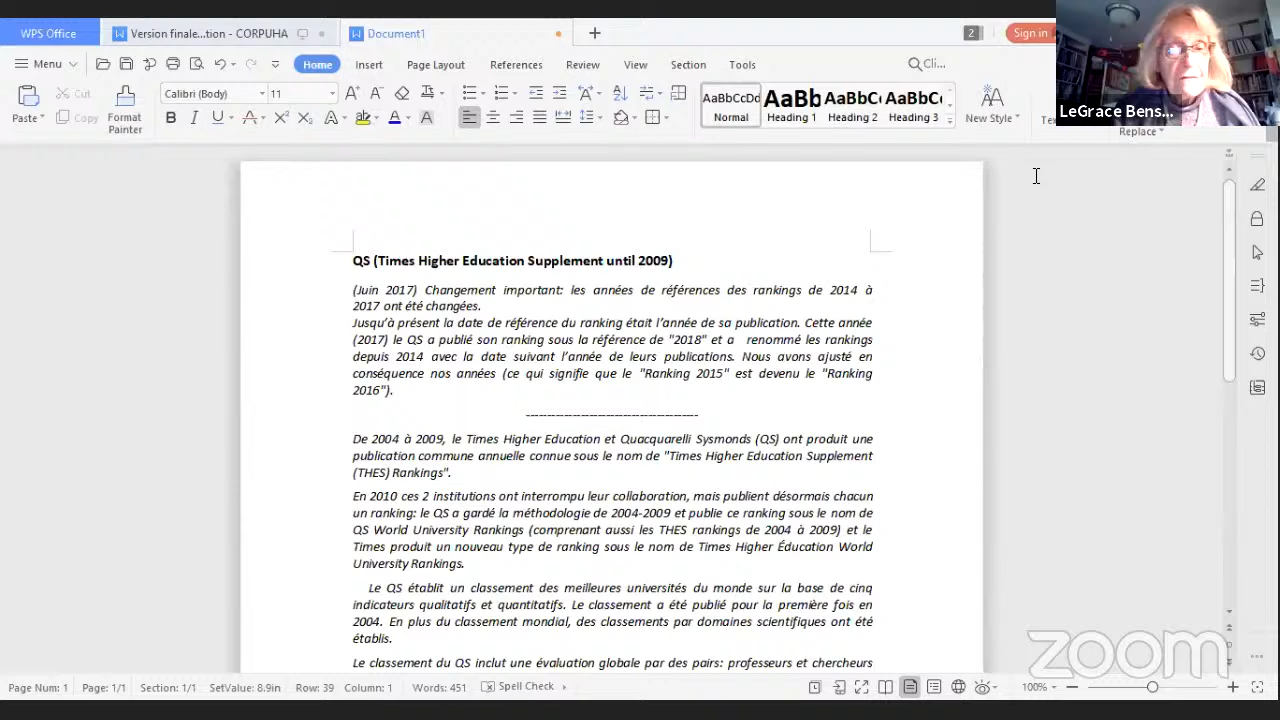 WPS Office Version finale...tion - CORPUHA Document1 2 Sign in
Menu Home Insert Page Layout References Review View Section Tools Cli...
Paste Cut Copy Format Painter Calibri (Body) 11 AaBbCcDd Normal AaBb Heading 1 AaBbC Heading 2 AaBbC Heading 3 New Style Replace
LeGrace Bens...
QS (Times Higher Education Supplement until 2009)
(Juin 2017) Changement important: les années de références des rankings de 2014 à
2017 ont été changées.
Jusqu’à présent la date de référence du ranking était l’année de sa publication. Cette année
(2017) le QS a publié son ranking sous la référence de "2018" et a renommé les rankings
depuis 2014 avec la date suivant l’année de leurs publications. Nous avons ajusté en
conséquence nos années (ce qui signifie que le "Ranking 2015" est devenu le "Ranking
2016").
----------------------------------------
De 2004 à 2009, le Times Higher Education et Quacquarelli Sysmonds (QS) ont produit une
publication commune annuelle connue sous le nom de "Times Higher Education Supplement
(THES) Rankings".
En 2010 ces 2 institutions ont interrompu leur collaboration, mais publient désormais chacun
un ranking: le QS a gardé la méthodologie de 2004-2009 et publie ce ranking sous le nom de
QS World University Rankings (comprenant aussi les THES rankings de 2004 à 2009) et le
Times produit un nouveau type de ranking sous le nom de Times Higher Éducation World
University Rankings.
Le QS établit un classement des meilleures universités du monde sur la base de cinq
indicateurs qualitatifs et quantitatifs. Le classement a été publié pour la première fois en
2004. En plus du classement mondial, des classements par domaines scientifiques ont été
établis.
Le classement du QS inclut une évaluation globale par des pairs: professeurs et chercheurs
zoom
Page Num: 1 Page: 1/1 Section: 1/1 SetValue: 8.9in Row: 39 Column: 1 Words: 451 Spell Check 100%